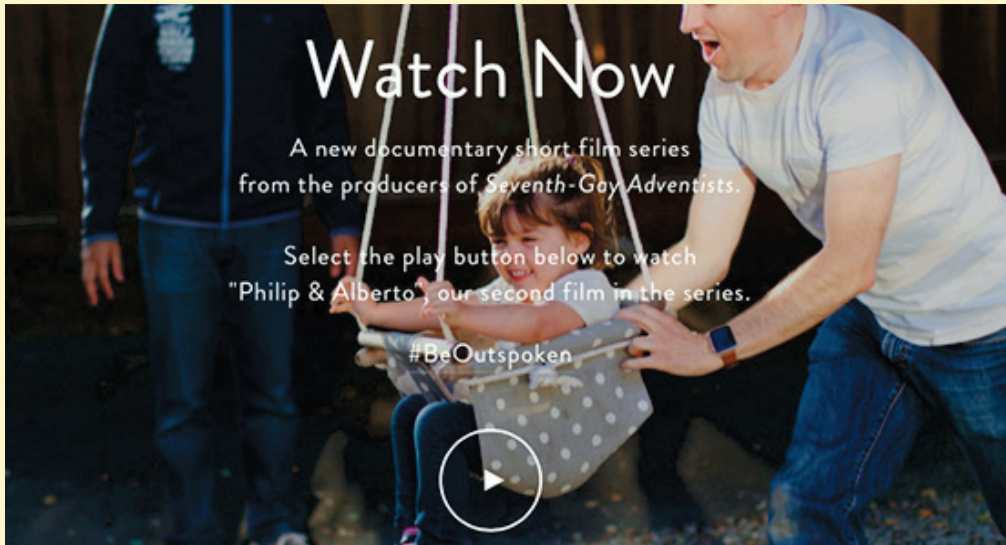 Watch Now
A new documentary short film series
from the producers of Seventh-Gay Adventists.
Select the play button below to watch
"Philip & Alberto", our second film in the series.
#BeOutspoken